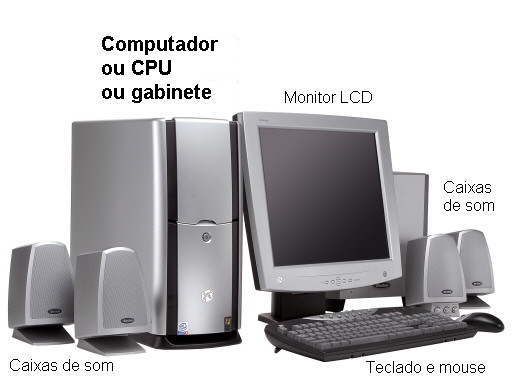 Computador
ou CPU
ou gabinete
Monitor LCD
Caixas
de som
Caixas de som
Teclado e mouse